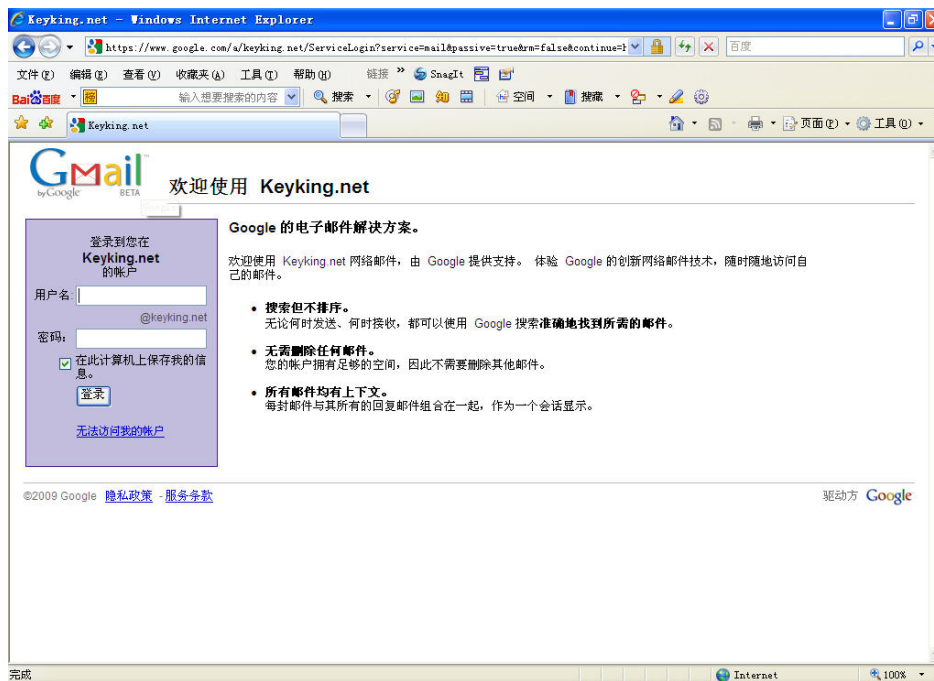 Keyking.net - Windows Internet Explorer
https://www.google.com/a/keyking.net/ServiceLogin?service=mail&passive=true&rm=false&continue=
百度
文件(F) 编辑(E) 查看(V) 收藏夹(A) 工具(T) 帮助(H) 链接 » SnagIt
Bai百度 输入想要搜索的内容 搜索 空间 搜藏
Keyking.net 页面(P) 工具(O)
Gmail
by Google BETA
欢迎使用 Keyking.net
登录到您在
Keyking.net
的帐户
用户名:
@keyking.net
密码:
在此计算机上保存我的信
息。
登录
无法访问我的帐户
Google 的电子邮件解决方案。
欢迎使用 Keyking.net 网络邮件，由 Google 提供支持。 体验 Google 的创新网络邮件技术，随时随地访问自
己的邮件。
• 搜索但不排序。
无论何时发送、何时接收，都可以使用 Google 搜索准确地找到所需的邮件。
• 无需删除任何邮件。
您的帐户拥有足够的空间，因此不需要删除其他邮件。
• 所有邮件均有上下文。
每封邮件与其所有的回复邮件组合在一起，作为一个会话显示。
©2009 Google 隐私政策 - 服务条款 驱动方 Google
完成 Internet 100%